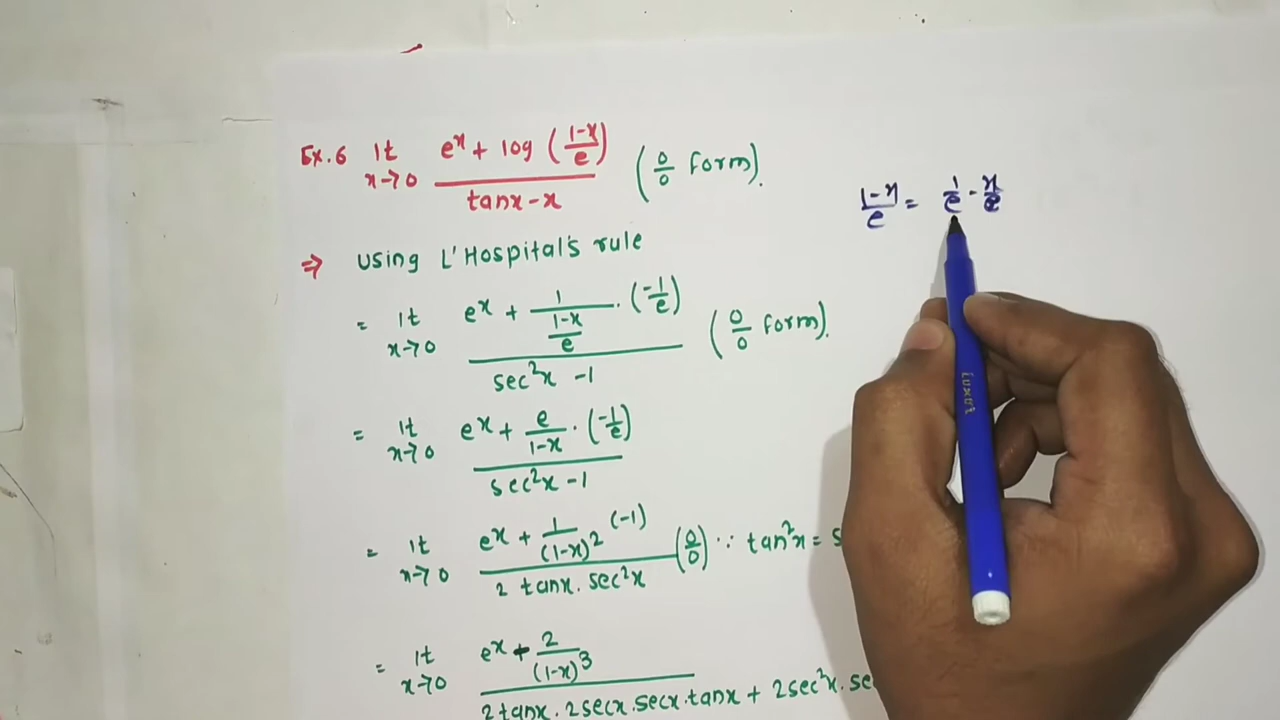 Ex.6 lt x→0 e^x + log (1-x/e) / tanx - x (0/0 form).
1-x/e = 1/e - x/e
⇒ using L'Hospital's rule
= lt x→0 e^x + 1/(1-x/e) · (-1/e) / sec²x - 1 (0/0 form).
= lt x→0 e^x + e/1-x · (-1/e) / sec²x - 1
= lt x→0 e^x + 1/(1-x)² (-1) / 2 tanx . sec²x (0/0) ∵ tan²x =
= lt x→0 e^x - 2/(1-x)³ / 2tanx . 2secx . secx . tanx + 2sec²x .
Luxor